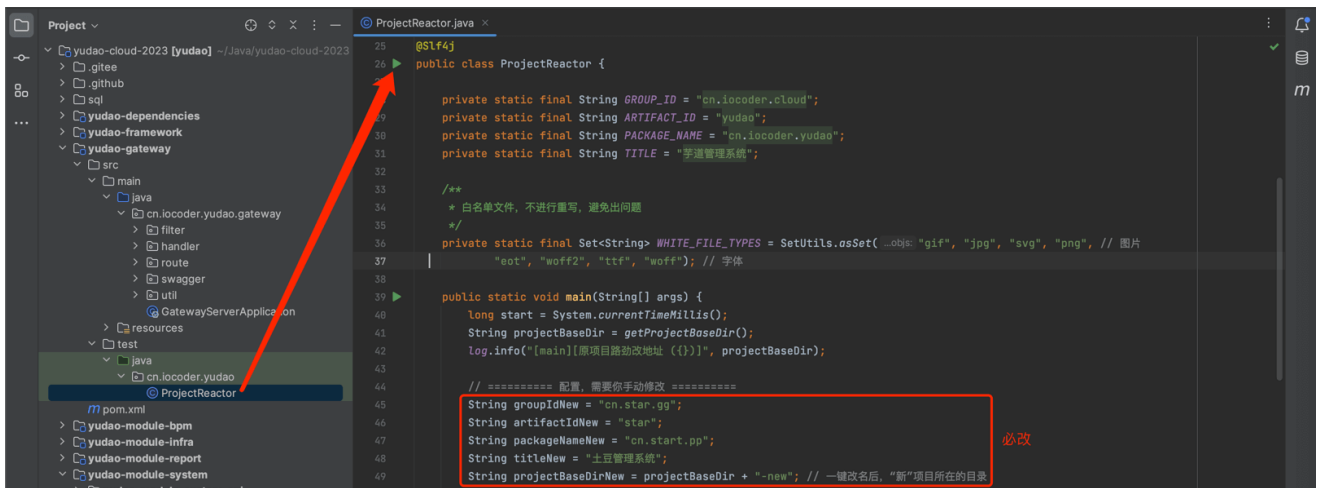 Project
yudao-cloud-2023 [yudao] ~/Java/yudao-cloud-2023
.gitee
.github
sql
yudao-dependencies
yudao-framework
yudao-gateway
src
main
java
cn.iocoder.yudao.gateway
filter
handler
route
swagger
util
GatewayServerApplication
resources
test
java
cn.iocoder.yudao
ProjectReactor
pom.xml
yudao-module-bpm
yudao-module-infra
yudao-module-report
yudao-module-system
ProjectReactor.java
25 @Slf4j
26 public class ProjectReactor {
private static final String GROUP_ID = "cn.iocoder.cloud";
29 private static final String ARTIFACT_ID = "yudao";
30 private static final String PACKAGE_NAME = "cn.iocoder.yudao";
31 private static final String TITLE = "芋道管理系统";
32
33 /**
34 * 白名单文件，不进行重写，避免出问题
35 */
36 private static final Set<String> WHITE_FILE_TYPES = SetUtils.asSet( ...objs: "gif", "jpg", "svg", "png", // 图片
37 "eot", "woff2", "ttf", "woff"); // 字体
38
39 public static void main(String[] args) {
40 long start = System.currentTimeMillis();
41 String projectBaseDir = getProjectBaseDir();
42 log.info("[main][原项目路劲改地址 ({})]", projectBaseDir);
43
44 // ========== 配置，需要你手动修改 ==========
45 String groupIdNew = "cn.star.gg";
46 String artifactIdNew = "star";
47 String packageNameNew = "cn.start.pp";
48 String titleNew = "土豆管理系统";
49 String projectBaseDirNew = projectBaseDir + "-new"; // 一键改名后，“新”项目所在的目录
必改